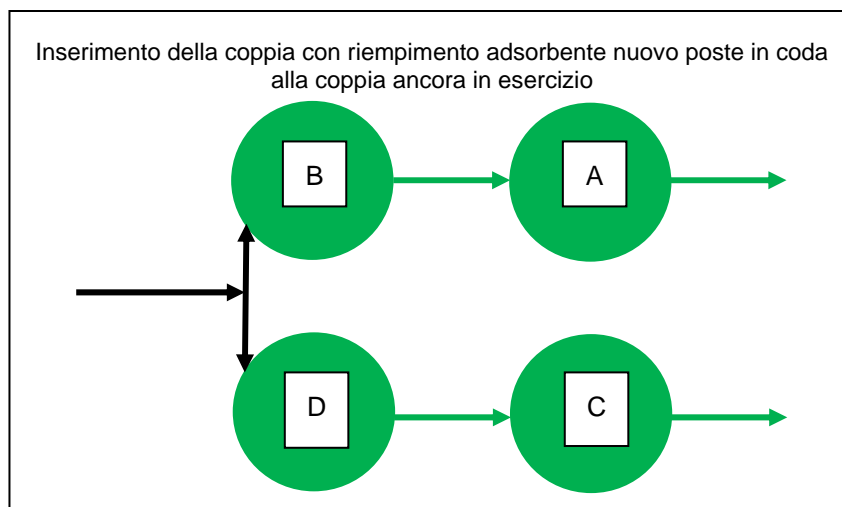 Inserimento della coppia con riempimento adsorbente nuovo poste in coda
alla coppia ancora in esercizio
B
A
D
C